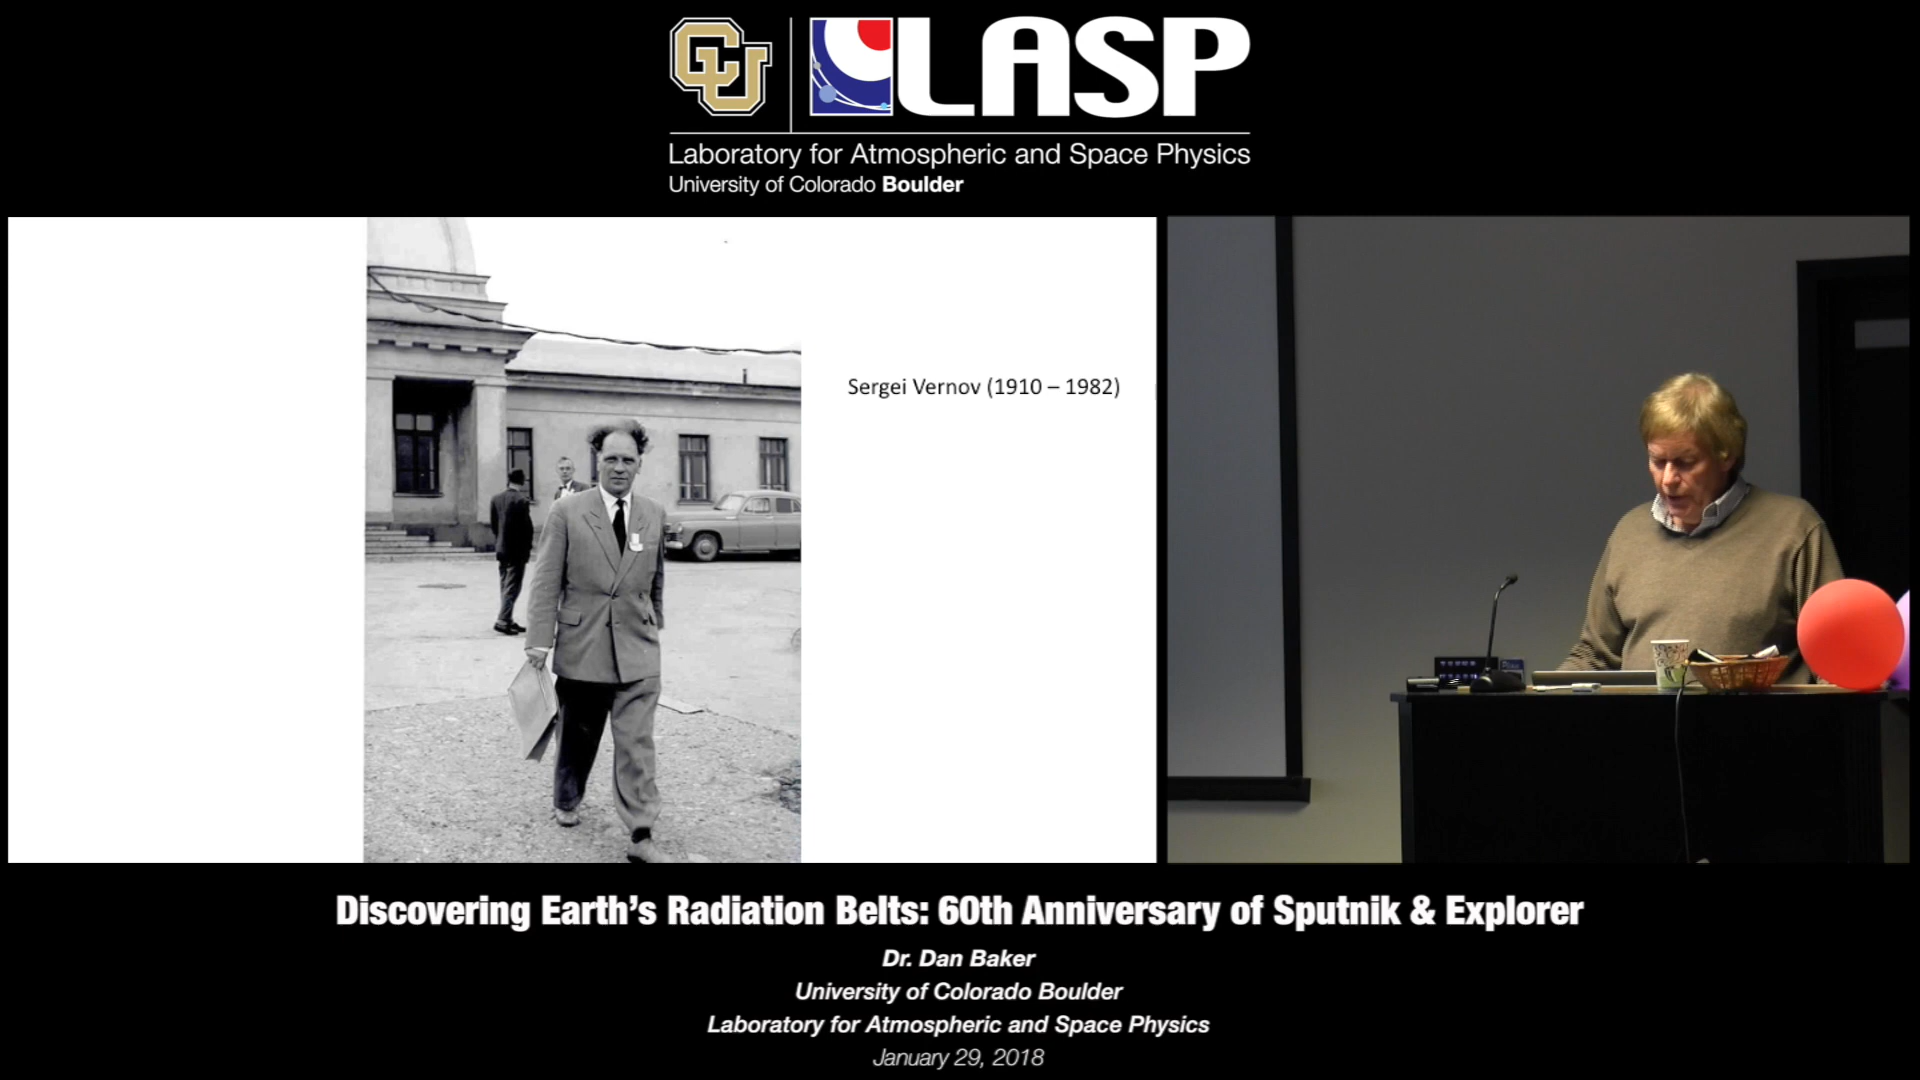 CU
LASP
Laboratory for Atmospheric and Space Physics
University of Colorado Boulder
Sergei Vernov (1910 – 1982)
Discovering Earth's Radiation Belts: 60th Anniversary of Sputnik & Explorer
Dr. Dan Baker
University of Colorado Boulder
Laboratory for Atmospheric and Space Physics
January 29, 2018